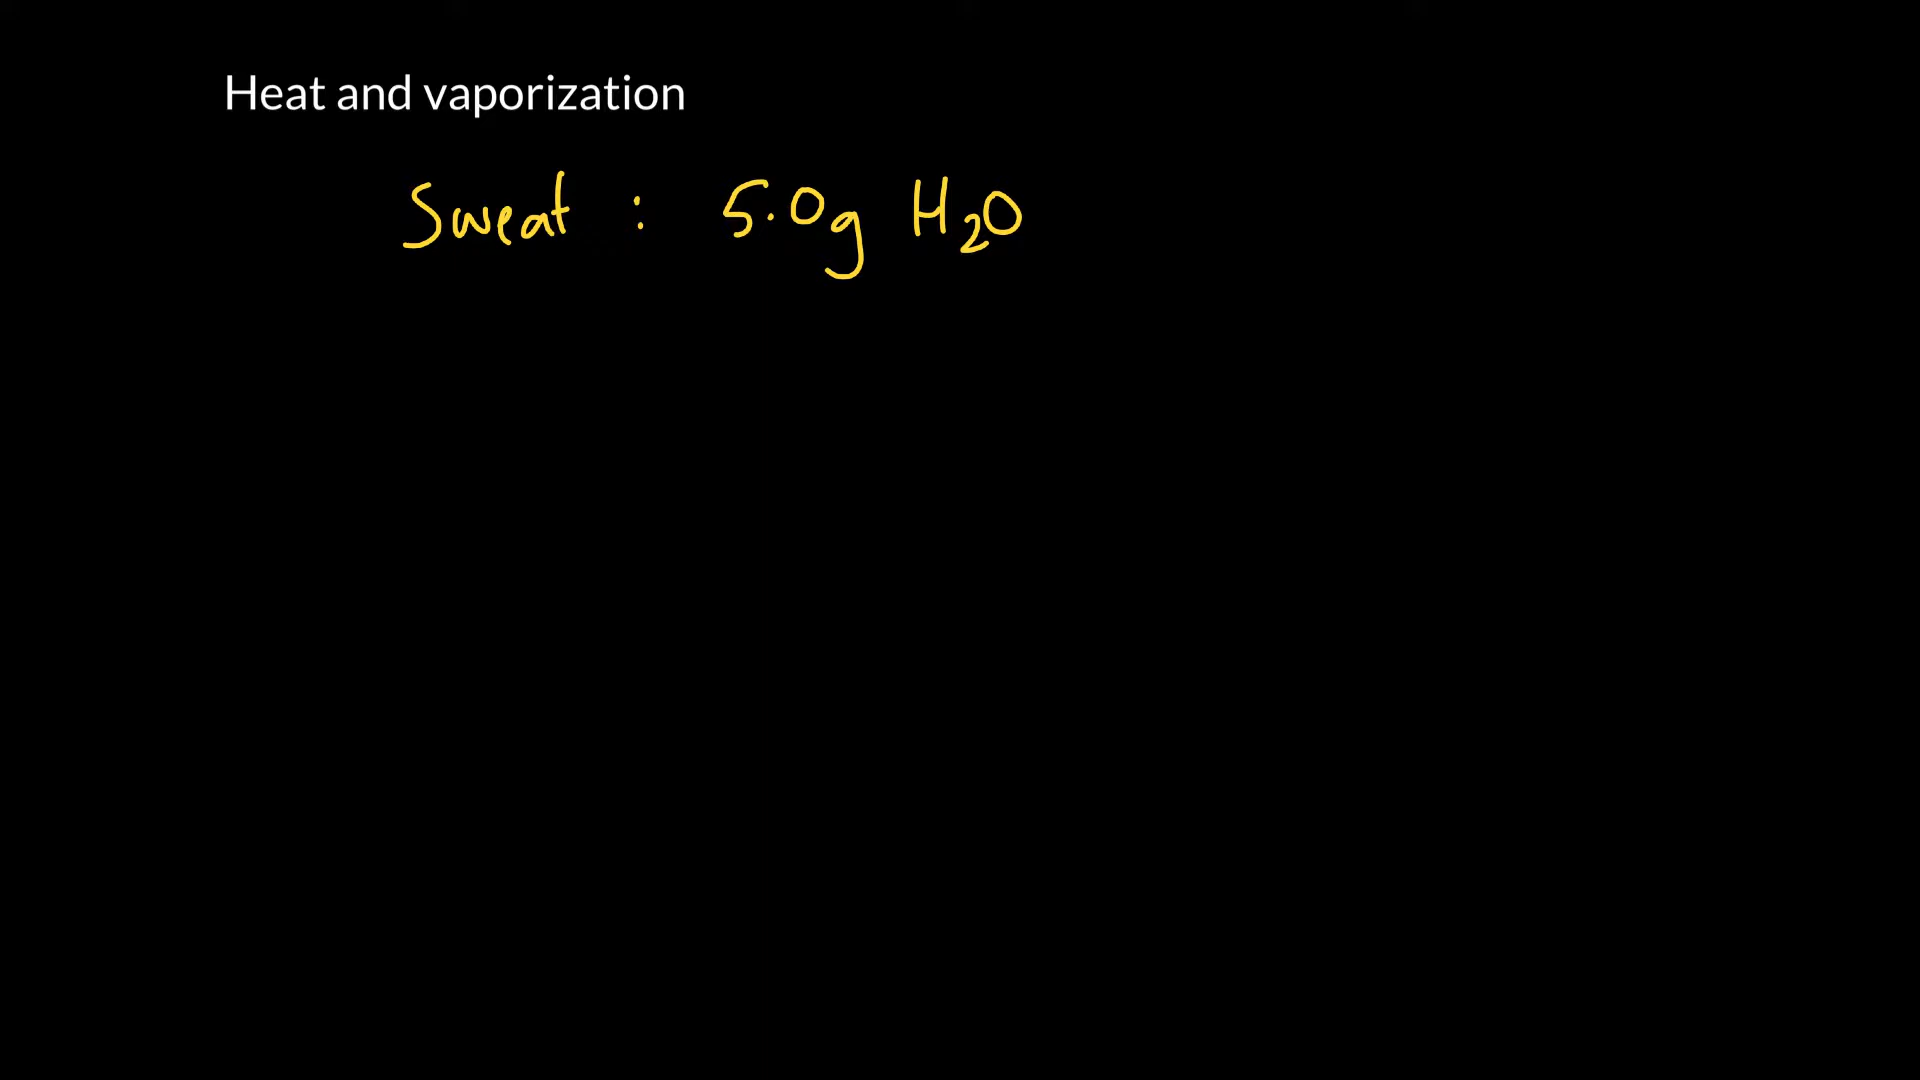 Heat and vaporization
Sweat : 5.0g H₂O